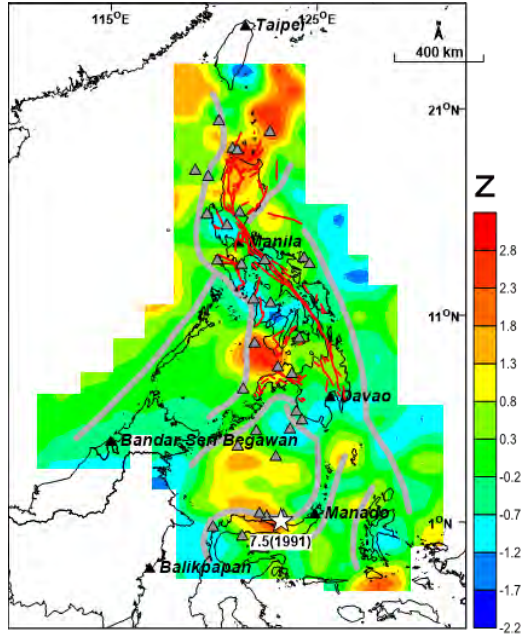 115°E
125°E
Taipei
N
400 km
21°N
Z
Manila
11°N
Davao
Bandar Seri Begawan
Manado
1°N
7.5(1991)
Balikpapan
2.8
2.3
1.8
1.3
0.8
0.3
-0.2
-0.7
-1.2
-1.7
-2.2